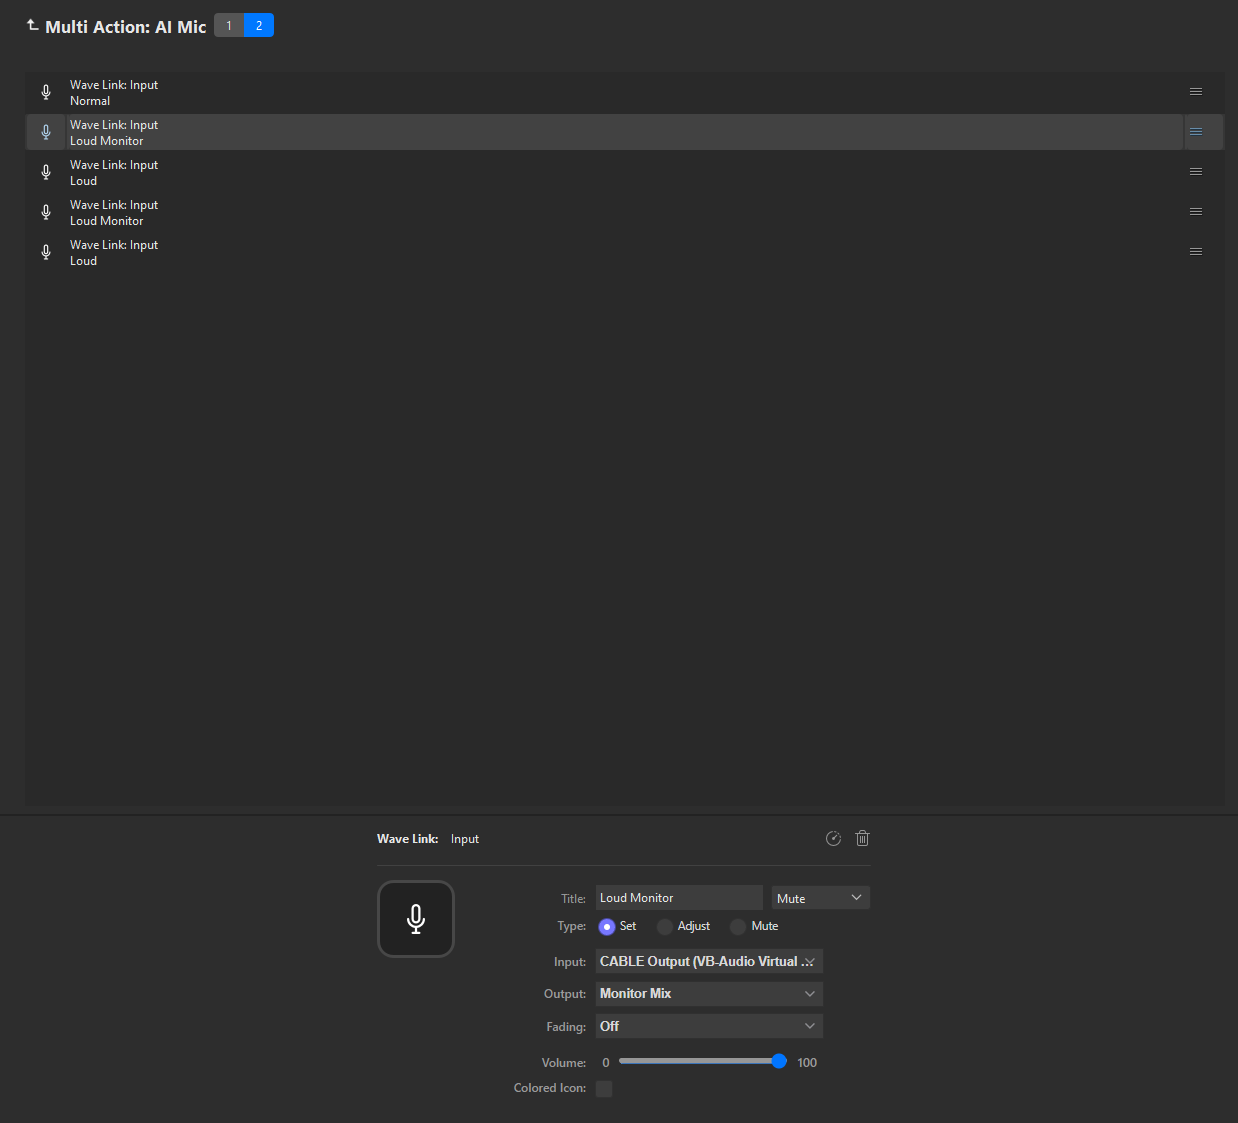 Multi Action: AI Mic 1 2
Wave Link: Input
Normal
Wave Link: Input
Loud Monitor
Wave Link: Input
Loud
Wave Link: Input
Loud Monitor
Wave Link: Input
Loud
Wave Link: Input
Title: Loud Monitor Mute
Type: Set Adjust Mute
Input: CABLE Output (VB-Audio Virtual ...
Output: Monitor Mix
Fading: Off
Volume: 0 100
Colored Icon: